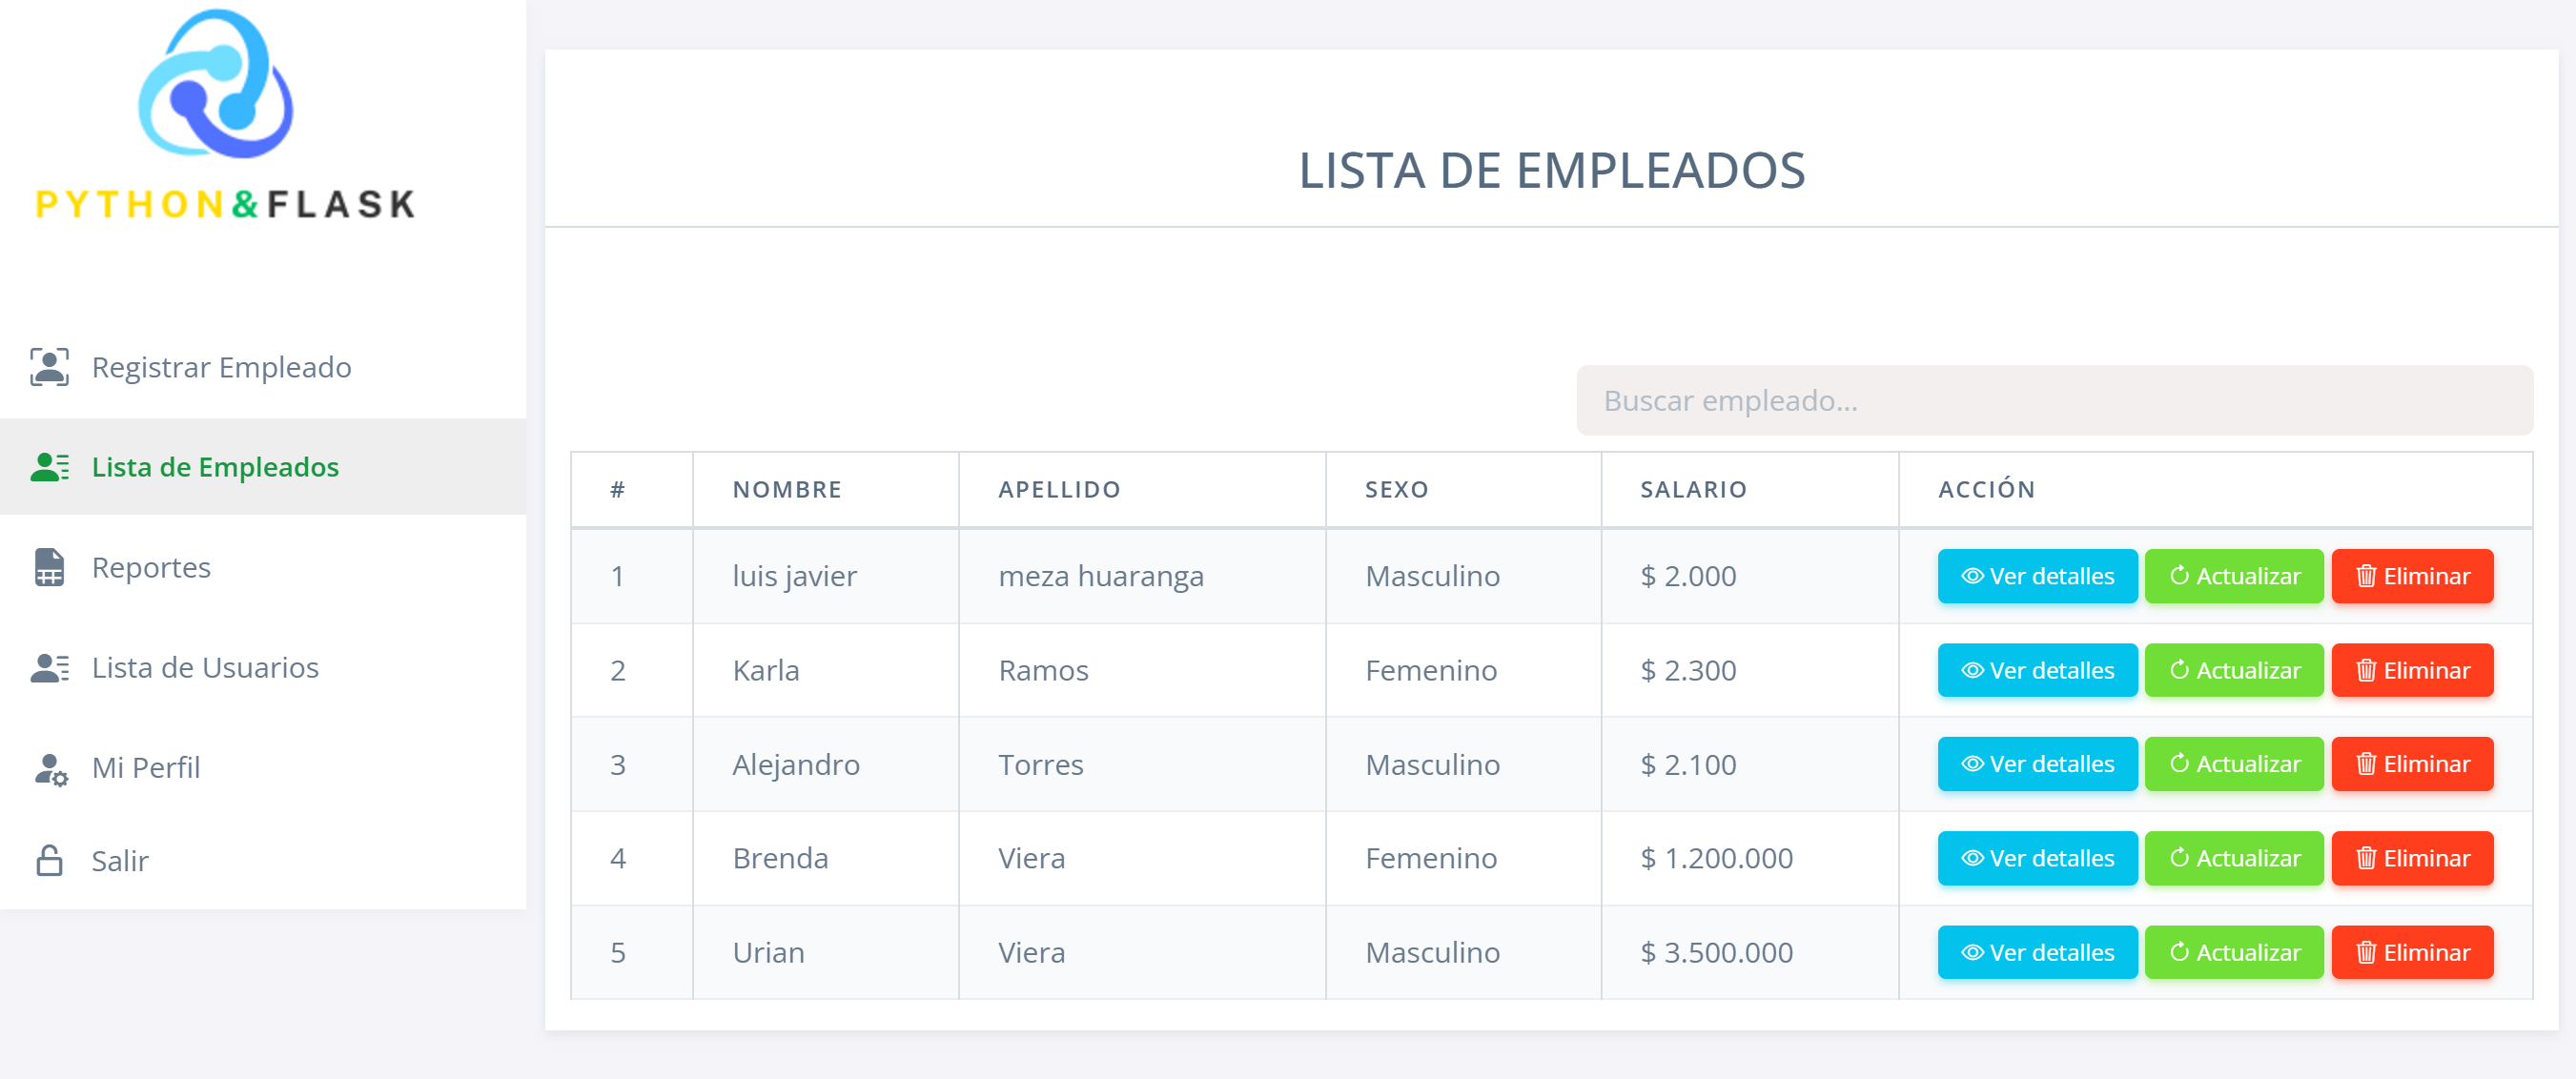 PYTHON&FLASK
Registrar Empleado
Lista de Empleados
Reportes
Lista de Usuarios
Mi Perfil
Salir
LISTA DE EMPLEADOS
Buscar empleado...
# NOMBRE APELLIDO SEXO SALARIO ACCIÓN
1 luis javier meza huaranga Masculino $ 2.000 Ver detalles Actualizar Eliminar
2 Karla Ramos Femenino $ 2.300 Ver detalles Actualizar Eliminar
3 Alejandro Torres Masculino $ 2.100 Ver detalles Actualizar Eliminar
4 Brenda Viera Femenino $ 1.200.000 Ver detalles Actualizar Eliminar
5 Urian Viera Masculino $ 3.500.000 Ver detalles Actualizar Eliminar